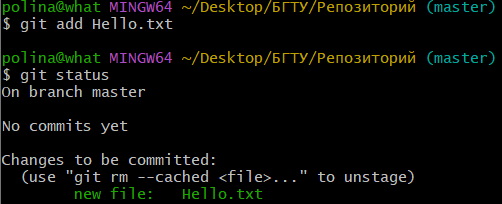 polina@what MINGW64 ~/Desktop/БГТУ/Репозиторий (master)
$ git add Hello.txt
polina@what MINGW64 ~/Desktop/БГТУ/Репозиторий (master)
$ git status
On branch master
No commits yet
Changes to be committed:
(use "git rm --cached <file>..." to unstage)
new file:   Hello.txt